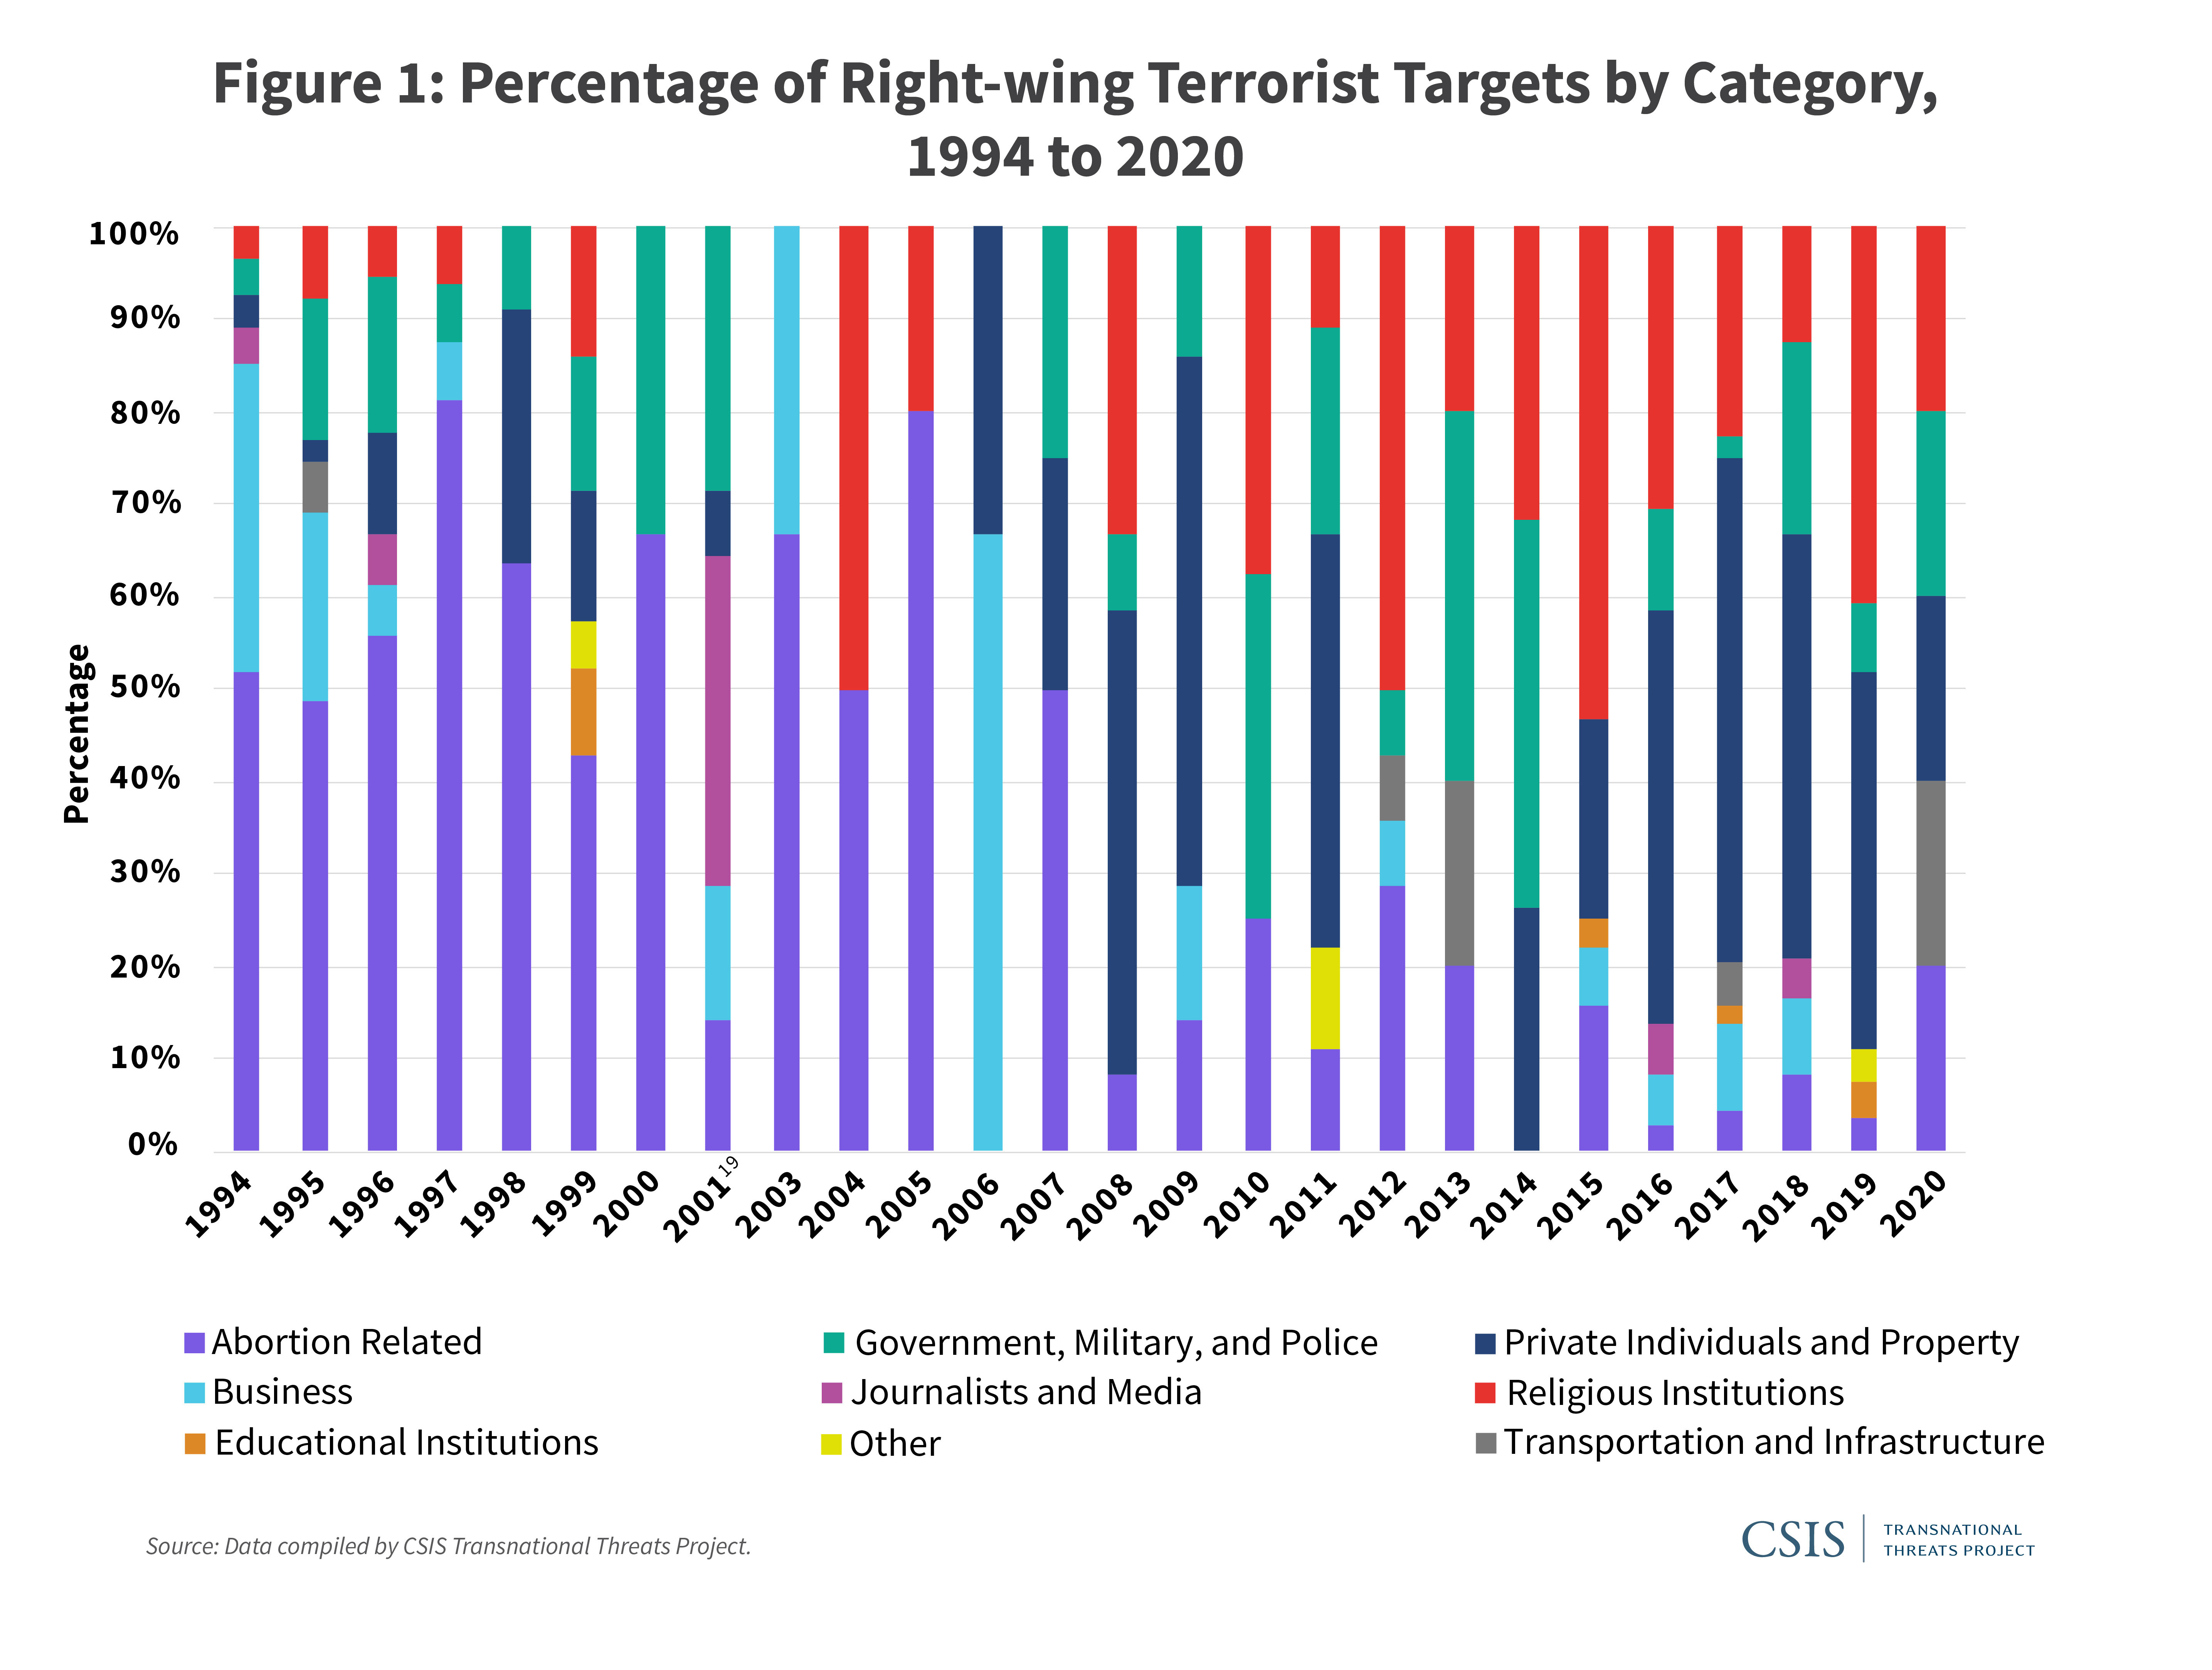 Figure 1: Percentage of Right-wing Terrorist Targets by Category,
1994 to 2020
100%
90%
80%
70%
60%
50%
40%
30%
20%
10%
0%
Percentage
1994
1995
1996
1997
1998
1999
2000
2001 19
2003
2004
2005
2006
2007
2008
2009
2010
2011
2012
2013
2014
2015
2016
2017
2018
2019
2020
Abortion Related
Government, Military, and Police
Private Individuals and Property
Business
Journalists and Media
Religious Institutions
Educational Institutions
Other
Transportation and Infrastructure
Source: Data compiled by CSIS Transnational Threats Project.
CSIS
TRANSNATIONAL
THREATS PROJECT